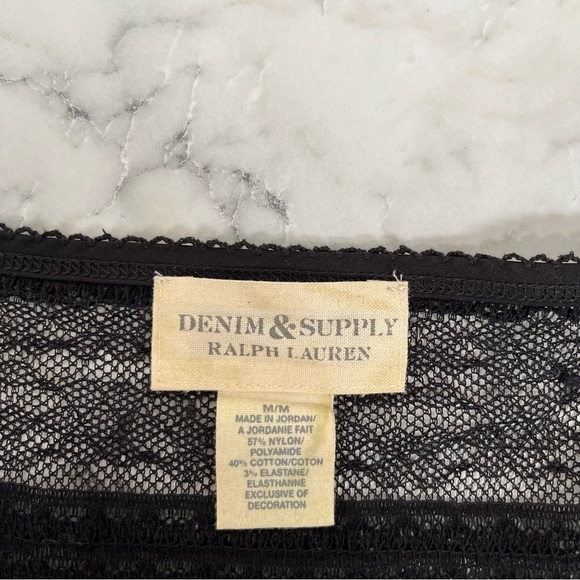 DENIM & SUPPLY
RALPH LAUREN
M/M
MADE IN JORDAN/
A JORDANIE FAIT
57% NYLON/
POLYAMIDE
40% COTTON/COTON
3% ELASTANE/
ELASTHANNE
EXCLUSIVE OF
DECORATION